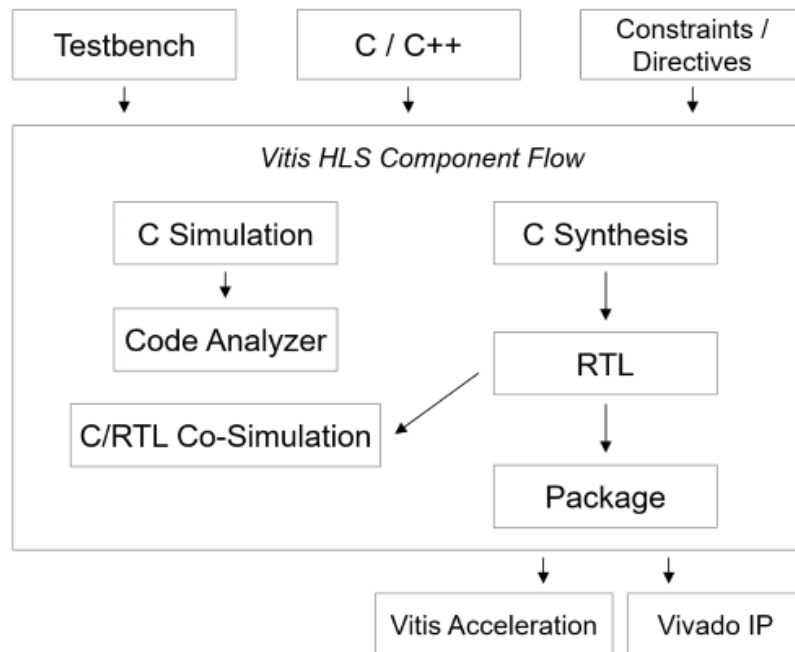 Testbench
C / C++
Constraints /
Directives
Vitis HLS Component Flow
C Simulation
C Synthesis
Code Analyzer
RTL
C/RTL Co-Simulation
Package
Vitis Acceleration
Vivado IP